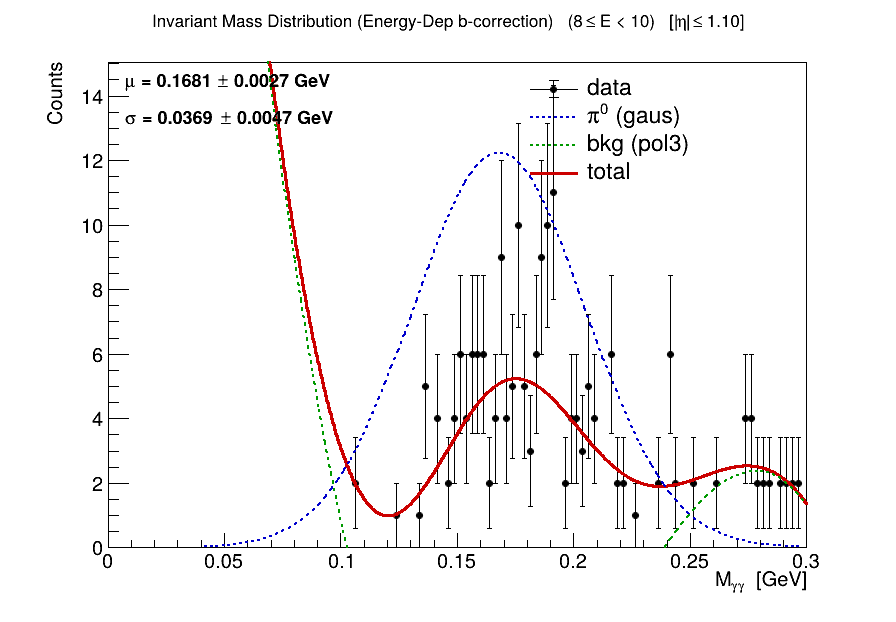 Invariant Mass Distribution (Energy-Dep b-correction) (8 ≤ E < 10) [|η| ≤ 1.10]
Counts
μ = 0.1681 ± 0.0027 GeV
σ = 0.0369 ± 0.0047 GeV
data
π⁰ (gaus)
bkg (pol3)
total
14
12
10
8
6
4
2
0
0 0.05 0.1 0.15 0.2 0.25 0.3
Mγγ [GeV]